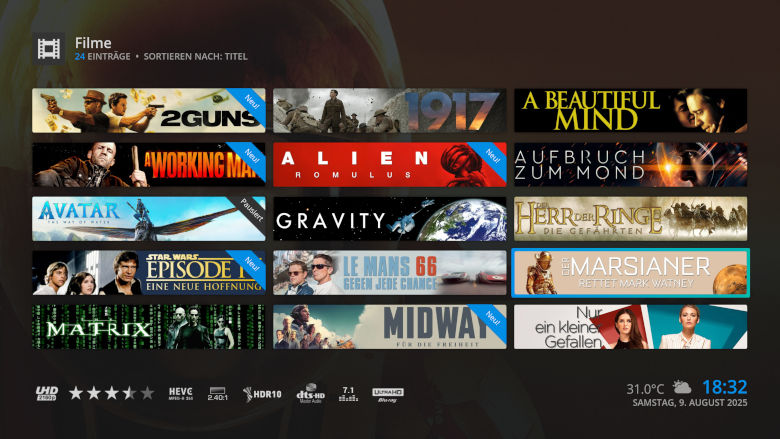 Filme
24 EINTRÄGE • SORTIEREN NACH: TITEL
2GUNS
Neu!
1917
A BEAUTIFUL
MIND
A WORKING MAN
Neu!
ALIEN
ROMULUS
Neu!
AUFBRUCH
ZUM MOND
AVATAR
THE WAY OF WATER
Pausiert
GRAVITY
DER
HERR DER RINGE
DIE GEFÄHRTEN
STAR WARS
EPISODE I
EINE NEUE HOFFNUNG
Neu!
LE MANS 66
GEGEN JEDE CHANCE
DER
MARSIANER
RETTET MARK WATNEY
MATRIX
MIDWAY
FÜR DIE FREIHEIT
Neu!
Nur
ein kleiner
Gefallen
UHD
2160p
HEVC
MPEG-H 265
2.40:1
HDR10
dts-HD
Master Audio
7.1
ULTRA HD
Blu-ray
31.0°C
18:32
SAMSTAG, 9. AUGUST 2025